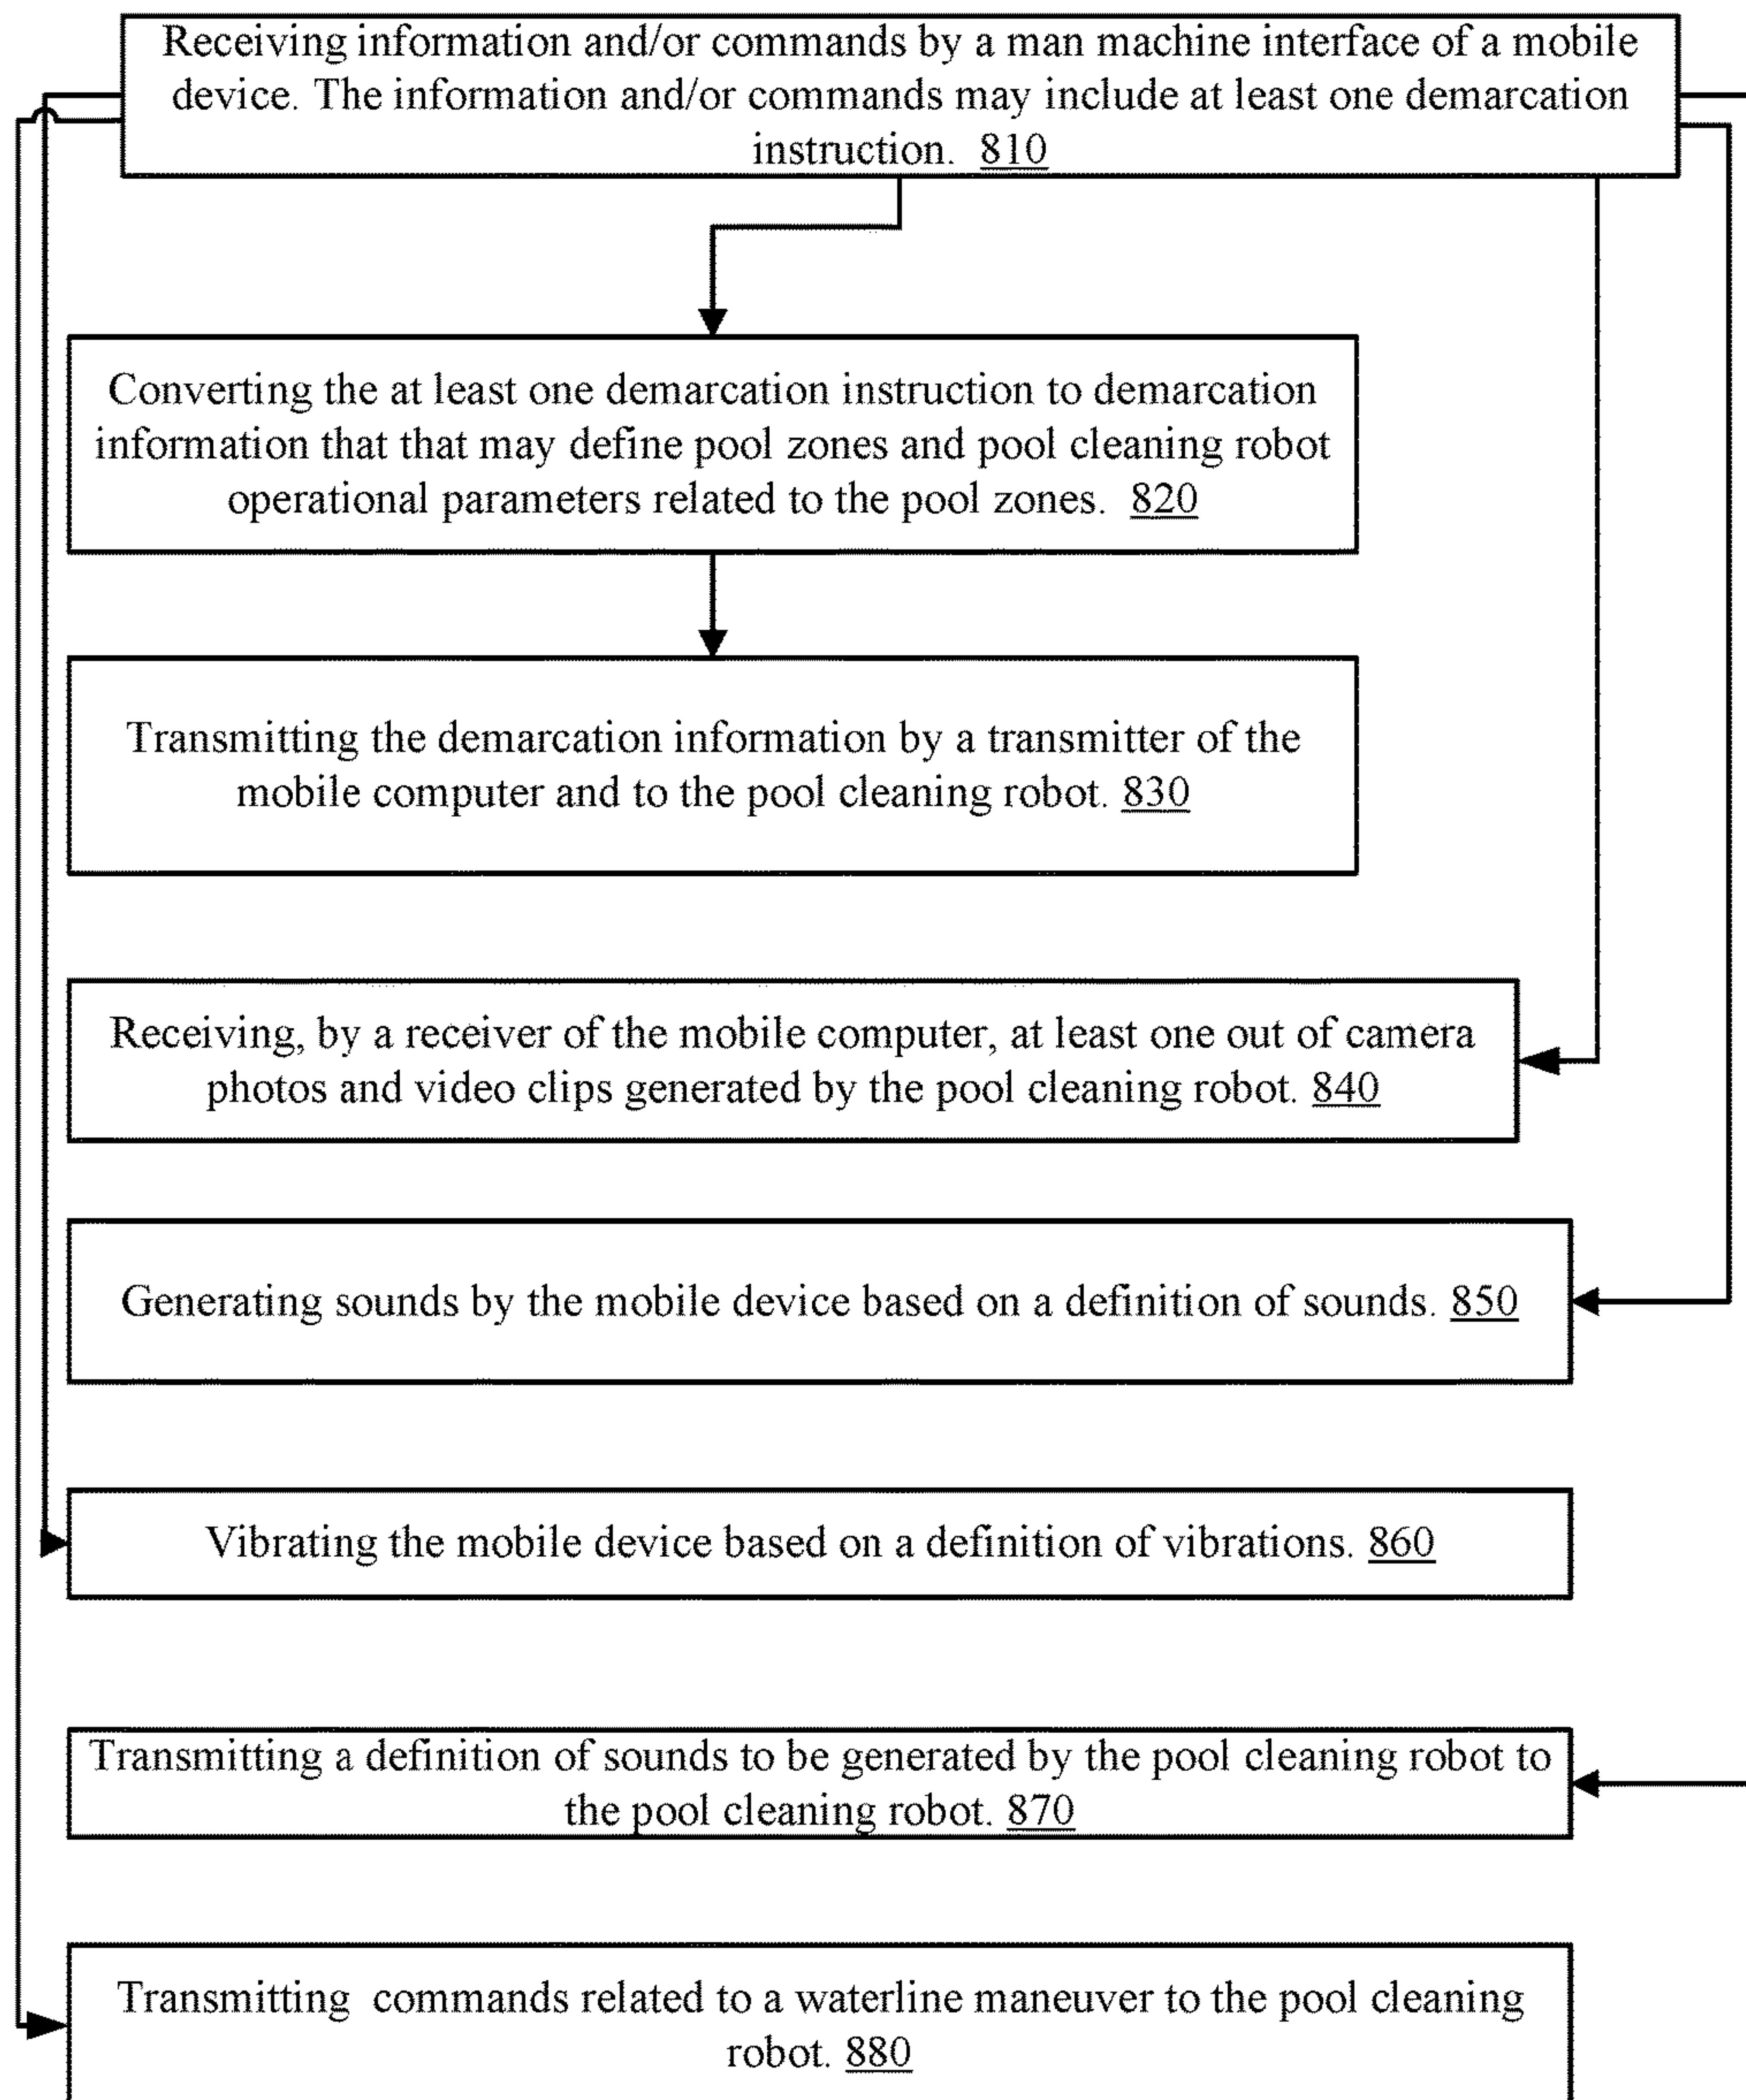 Receiving information and/or commands by a man machine interface of a mobile
device. The information and/or commands may include at least one demarcation
instruction. 810
Converting the at least one demarcation instruction to demarcation
information that that may define pool zones and pool cleaning robot
operational parameters related to the pool zones. 820
Transmitting the demarcation information by a transmitter of the
mobile computer and to the pool cleaning robot. 830
Receiving, by a receiver of the mobile computer, at least one out of camera
photos and video clips generated by the pool cleaning robot. 840
Generating sounds by the mobile device based on a definition of sounds. 850
Vibrating the mobile device based on a definition of vibrations. 860
Transmitting a definition of sounds to be generated by the pool cleaning robot to
the pool cleaning robot. 870
Transmitting commands related to a waterline maneuver to the pool cleaning
robot. 880